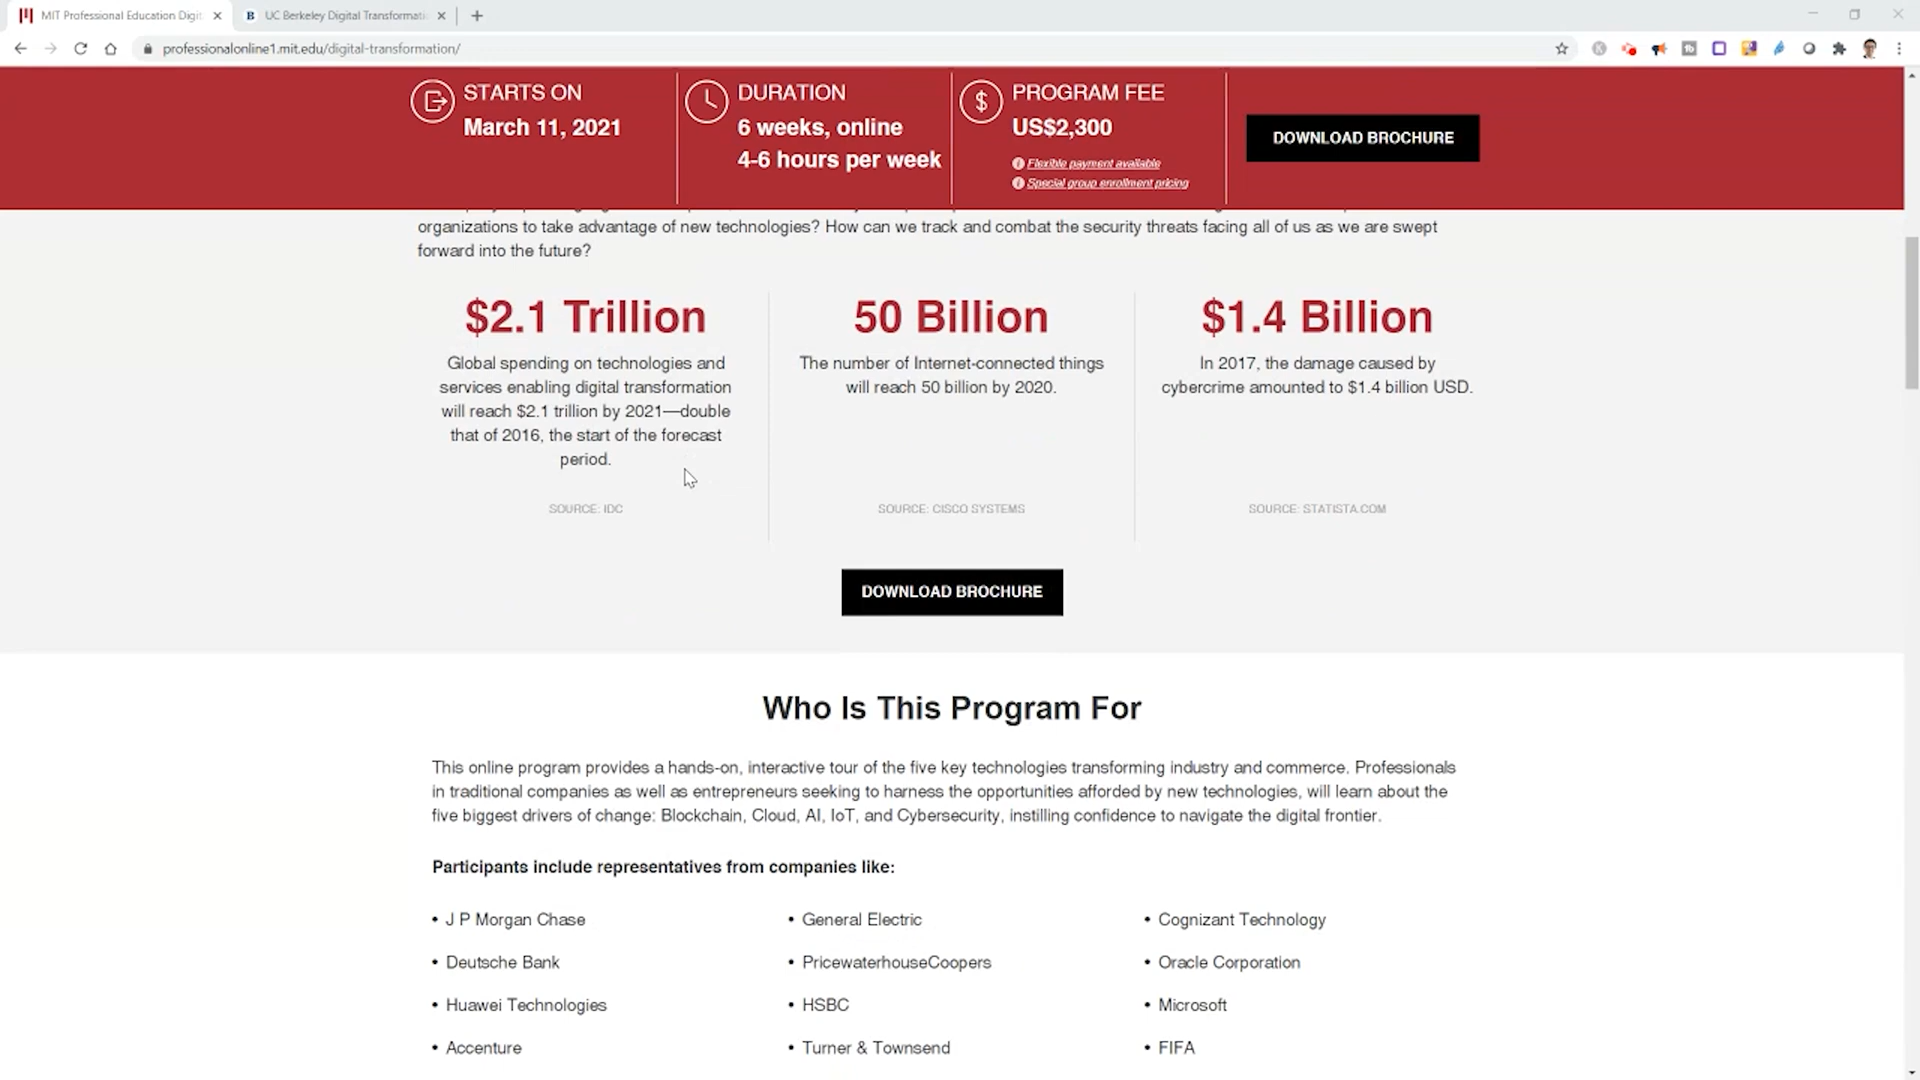 MIT Professional Education Digit
UC Berkeley Digital Transformati
professionalonline1.mit.edu/digital-transformation/
STARTS ON
March 11, 2021
DURATION
6 weeks, online
4-6 hours per week
PROGRAM FEE
US$2,300
Flexible payment available
Special group enrollment pricing
DOWNLOAD BROCHURE
organizations to take advantage of new technologies? How can we track and combat the security threats facing all of us as we are swept
forward into the future?
$2.1 Trillion
Global spending on technologies and
services enabling digital transformation
will reach $2.1 trillion by 2021—double
that of 2016, the start of the forecast
period.
SOURCE: IDC
50 Billion
The number of Internet-connected things
will reach 50 billion by 2020.
SOURCE: CISCO SYSTEMS
$1.4 Billion
In 2017, the damage caused by
cybercrime amounted to $1.4 billion USD.
SOURCE: STATISTA.COM
DOWNLOAD BROCHURE
Who Is This Program For
This online program provides a hands-on, interactive tour of the five key technologies transforming industry and commerce. Professionals
in traditional companies as well as entrepreneurs seeking to harness the opportunities afforded by new technologies, will learn about the
five biggest drivers of change: Blockchain, Cloud, AI, IoT, and Cybersecurity, instilling confidence to navigate the digital frontier.
Participants include representatives from companies like:
• J P Morgan Chase
• General Electric
• Cognizant Technology
• Deutsche Bank
• PricewaterhouseCoopers
• Oracle Corporation
• Huawei Technologies
• HSBC
• Microsoft
• Accenture
• Turner & Townsend
• FIFA